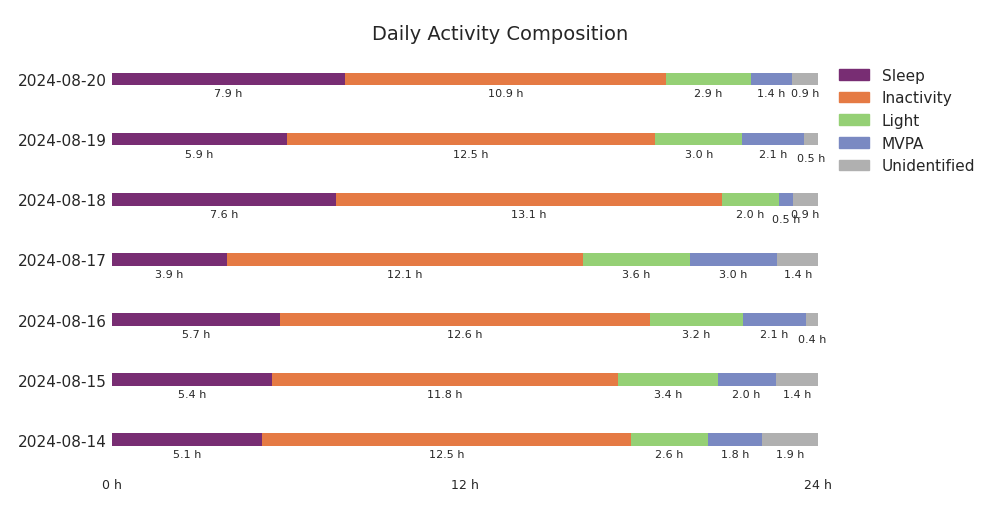 Daily Activity Composition
2024-08-20
7.9 h 10.9 h 2.9 h 1.4 h 0.9 h
2024-08-19
5.9 h 12.5 h 3.0 h 2.1 h 0.5 h
2024-08-18
7.6 h 13.1 h 2.0 h 0.5 h 0.9 h
2024-08-17
3.9 h 12.1 h 3.6 h 3.0 h 1.4 h
2024-08-16
5.7 h 12.6 h 3.2 h 2.1 h 0.4 h
2024-08-15
5.4 h 11.8 h 3.4 h 2.0 h 1.4 h
2024-08-14
5.1 h 12.5 h 2.6 h 1.8 h 1.9 h
0 h 12 h 24 h
Sleep
Inactivity
Light
MVPA
Unidentified